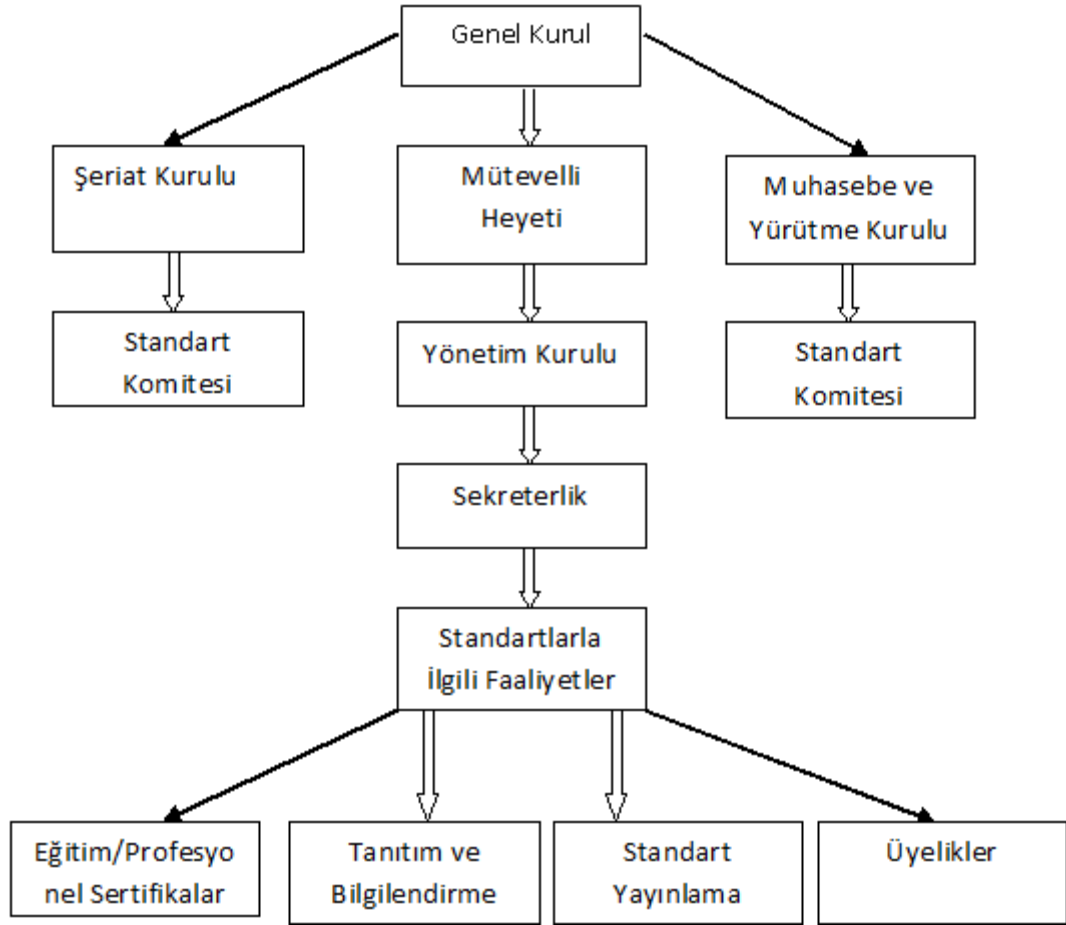 Genel Kurul
Şeriat Kurulu
Mütevelli
Heyeti
Muhasebe ve
Yürütme Kurulu
Standart
Komitesi
Yönetim Kurulu
Standart
Komitesi
Sekreterlik
Standartlarla
İlgili Faaliyetler
Eğitim/Profesyo
nel Sertifikalar
Tanıtım ve
Bilgilendirme
Standart
Yayınlama
Üyelikler